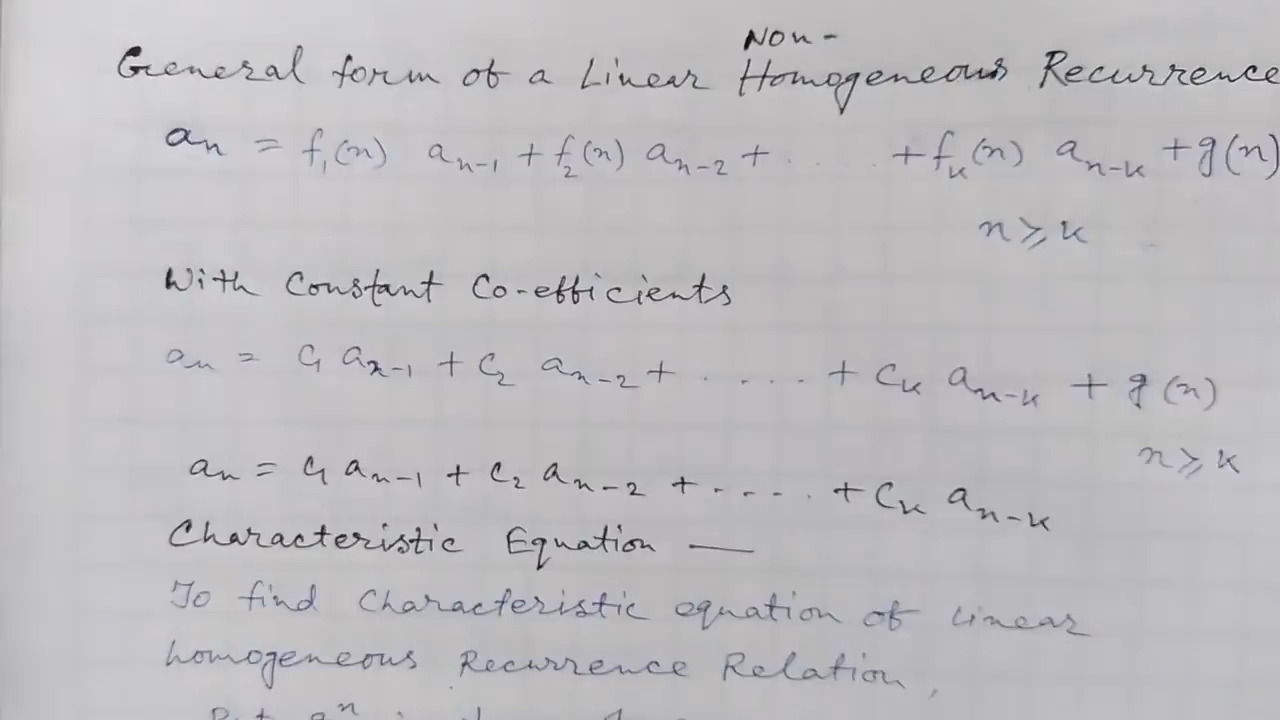 Non-
General form of a Linear Homogeneous Recurrence
an = f1(n) an-1 + f2(n) an-2 + . . . . + fk(n) an-k + g(n)
n ⩾ k
With Constant Co-efficients
an = C1 an-1 + C2 an-2 + . . . . . + Ck an-k + g(n)
n ⩾ k
an = C1 an-1 + C2 an-2 + . . . . . + Ck an-k
Characteristic Equation —
To find Characteristic equation of Linear
homogeneous Recurrence Relation,